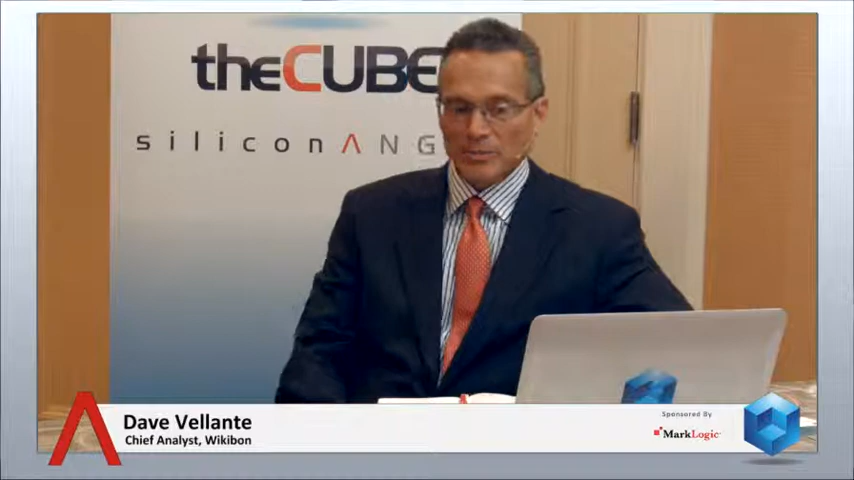 theCUBE
siliconANG
Dave Vellante
Chief Analyst, Wikibon
Sponsored By
MarkLogic